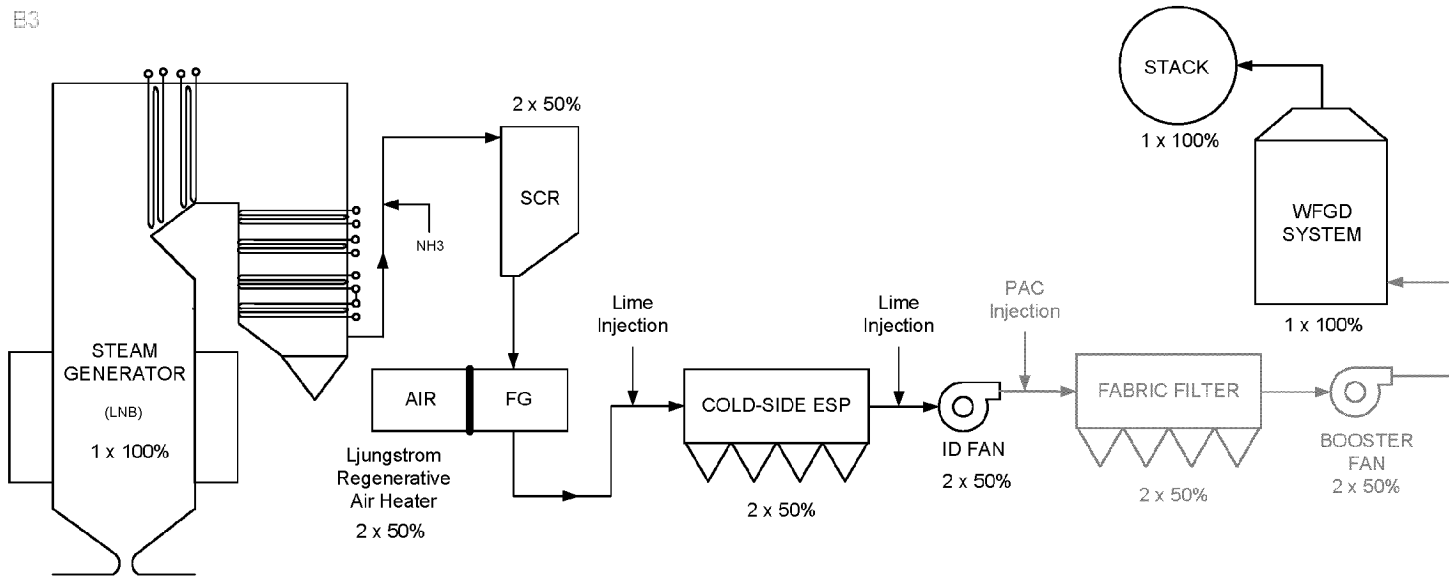 B3
STACK
1 x 100%
2 x 50%
SCR
NH3
WFGD
SYSTEM
1 x 100%
STEAM
GENERATOR
(LNB)
1 x 100%
AIR
FG
Ljungstrom
Regenerative
Air Heater
2 x 50%
Lime
Injection
COLD-SIDE ESP
2 x 50%
Lime
Injection
ID FAN
2 x 50%
PAC
Injection
FABRIC FILTER
2 x 50%
BOOSTER
FAN
2 x 50%